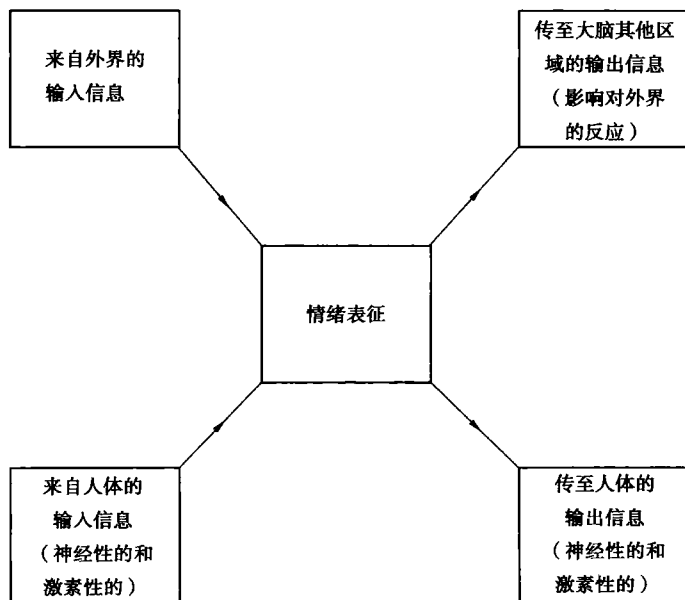 来自外界的
输入信息
传至大脑其他区
域的输出信息
（影响对外界
的反应）
情绪表征
来自人体的
输入信息
（神经性的和
激素性的）
传至人体的
输出信息
（神经性的和
激素性的）